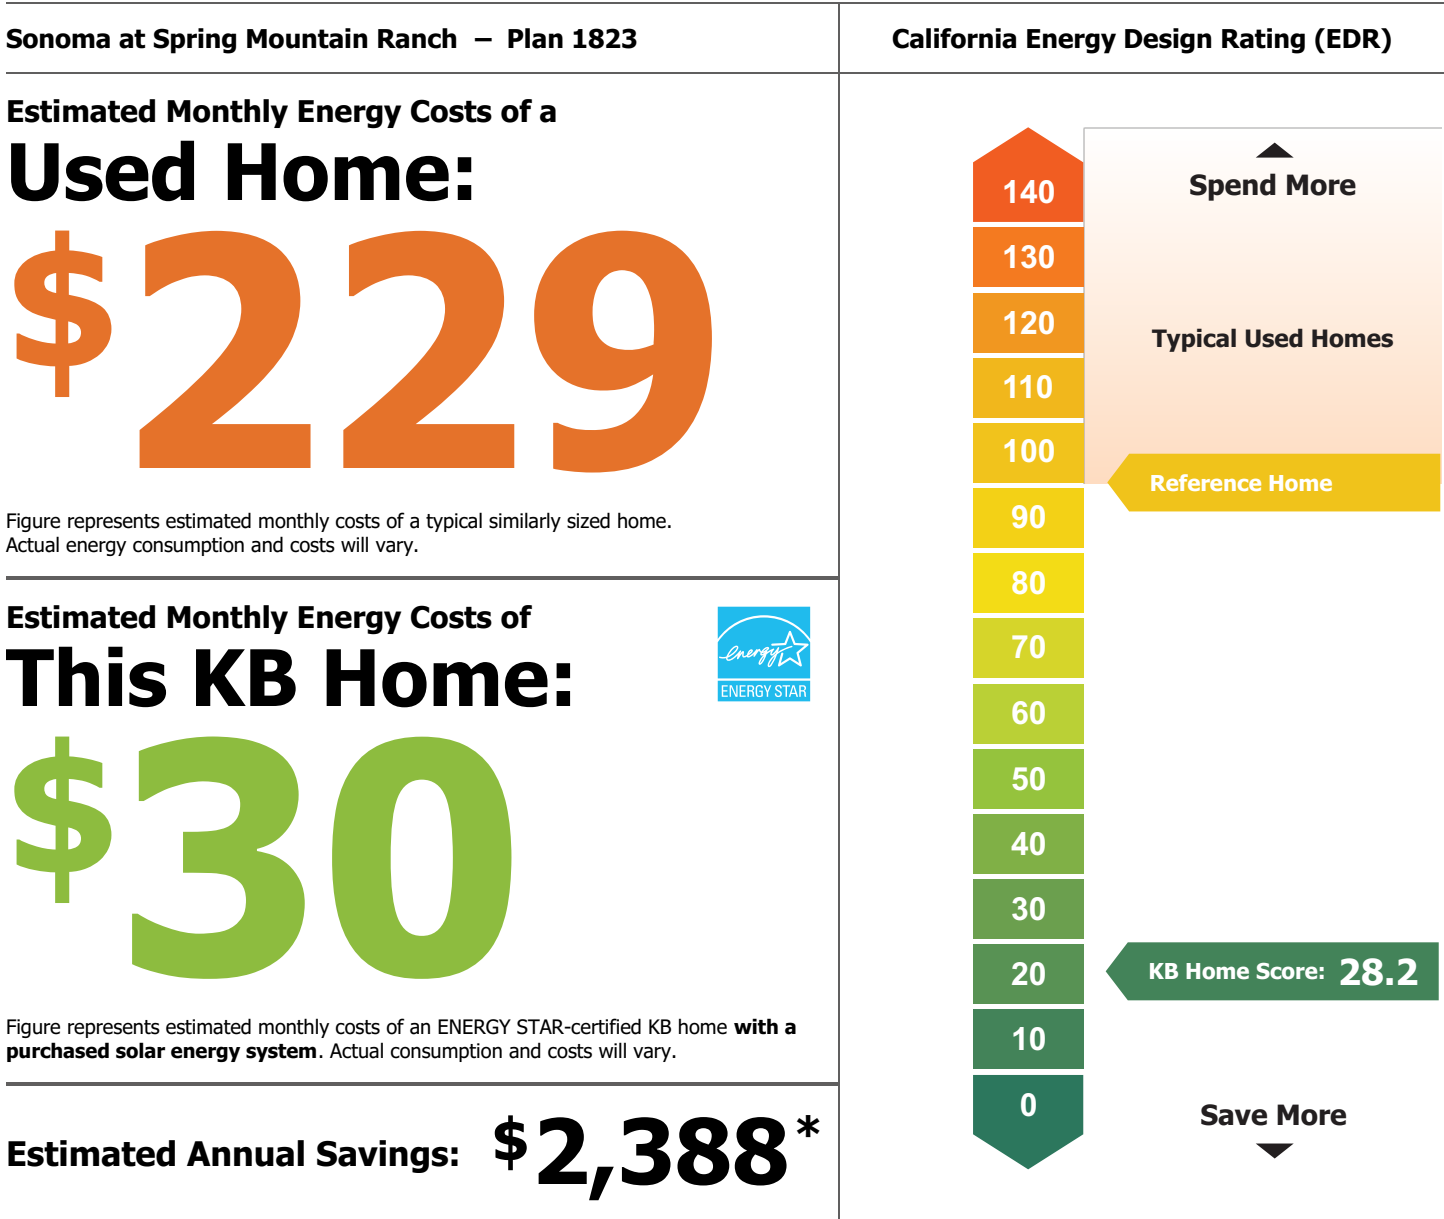 Sonoma at Spring Mountain Ranch – Plan 1823
Estimated Monthly Energy Costs of a
Used Home:
$229
Figure represents estimated monthly costs of a typical similarly sized home.
Actual energy consumption and costs will vary.
Estimated Monthly Energy Costs of
This KB Home:
energy
ENERGY STAR
$30
Figure represents estimated monthly costs of an ENERGY STAR-certified KB home with a
purchased solar energy system. Actual consumption and costs will vary.
Estimated Annual Savings: $2,388*
California Energy Design Rating (EDR)
140
Spend More
130
120
Typical Used Homes
110
100
Reference Home
90
80
70
60
50
40
30
20
KB Home Score: 28.2
10
0
Save More